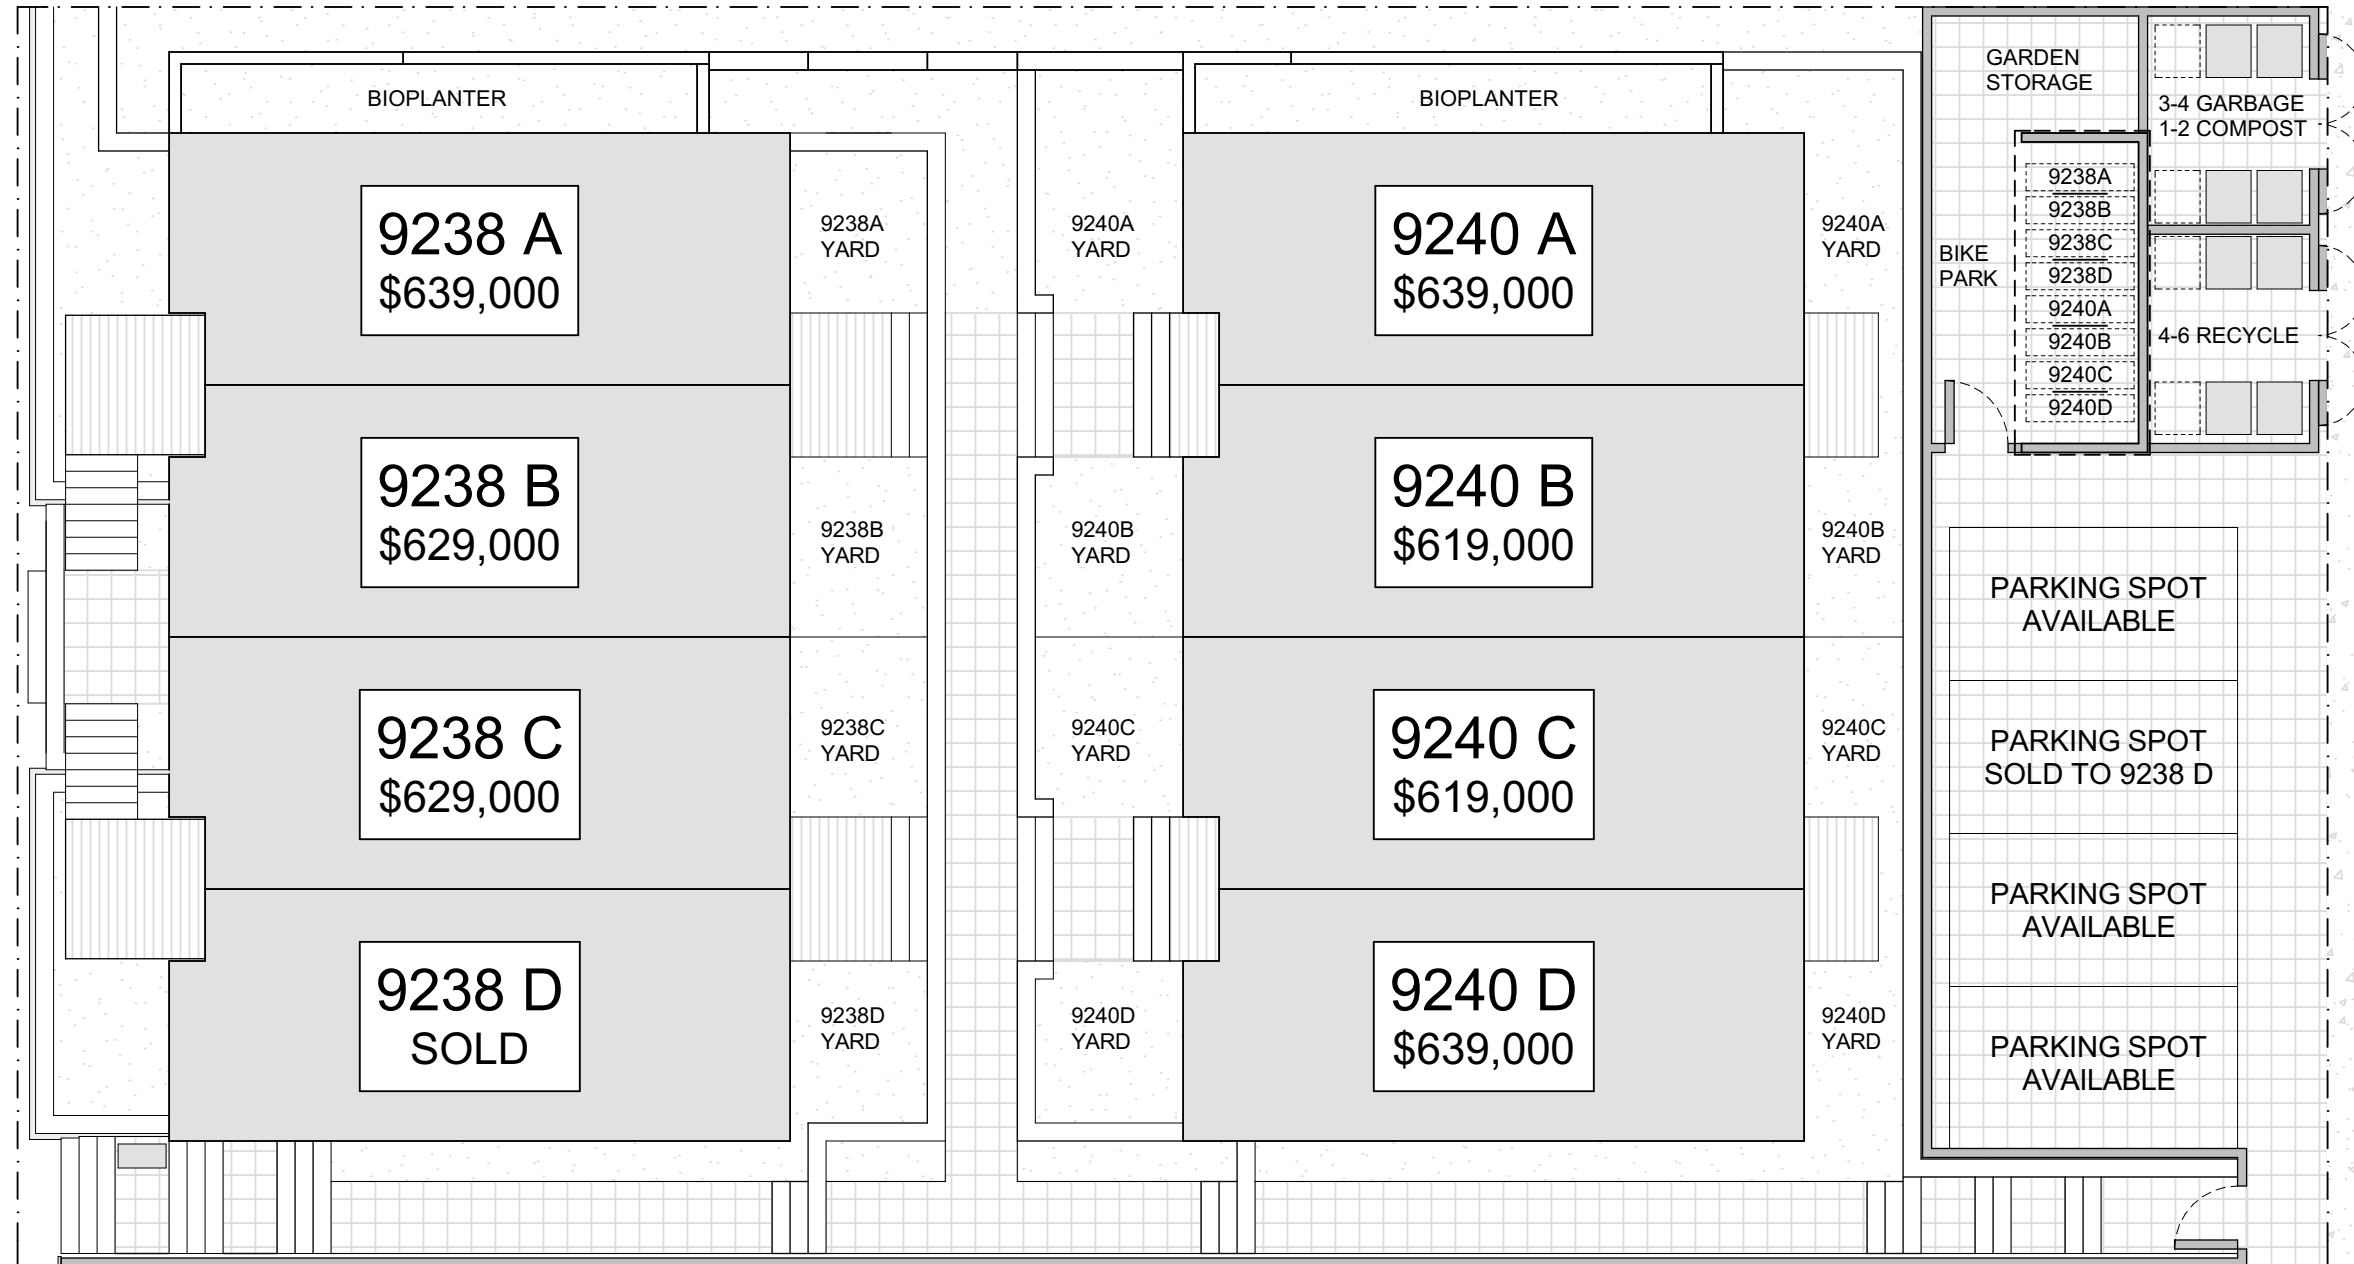 BIOPLANTER
BIOPLANTER
GARDEN
STORAGE
3-4 GARBAGE
1-2 COMPOST
9238 A
$639,000
9238A
YARD
9240A
YARD
9240 A
$639,000
9240A
YARD
BIKE
PARK
9238A
9238B
9238C
9238D
9240A
9240B
9240C
9240D
4-6 RECYCLE
9238 B
$629,000
9238B
YARD
9240B
YARD
9240 B
$619,000
9240B
YARD
PARKING SPOT
AVAILABLE
9238 C
$629,000
9238C
YARD
9240C
YARD
9240 C
$619,000
9240C
YARD
PARKING SPOT
SOLD TO 9238 D
PARKING SPOT
AVAILABLE
9238 D
SOLD
9238D
YARD
9240D
YARD
9240 D
$639,000
9240D
YARD
PARKING SPOT
AVAILABLE